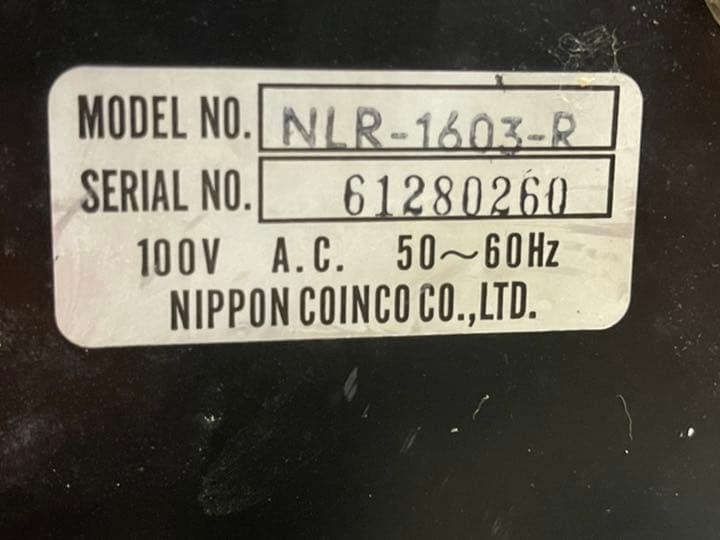 MODEL NO. NLR-1603-R
SERIAL NO. 61280260
100V A.C. 50~60Hz
NIPPON COINCO CO.,LTD.